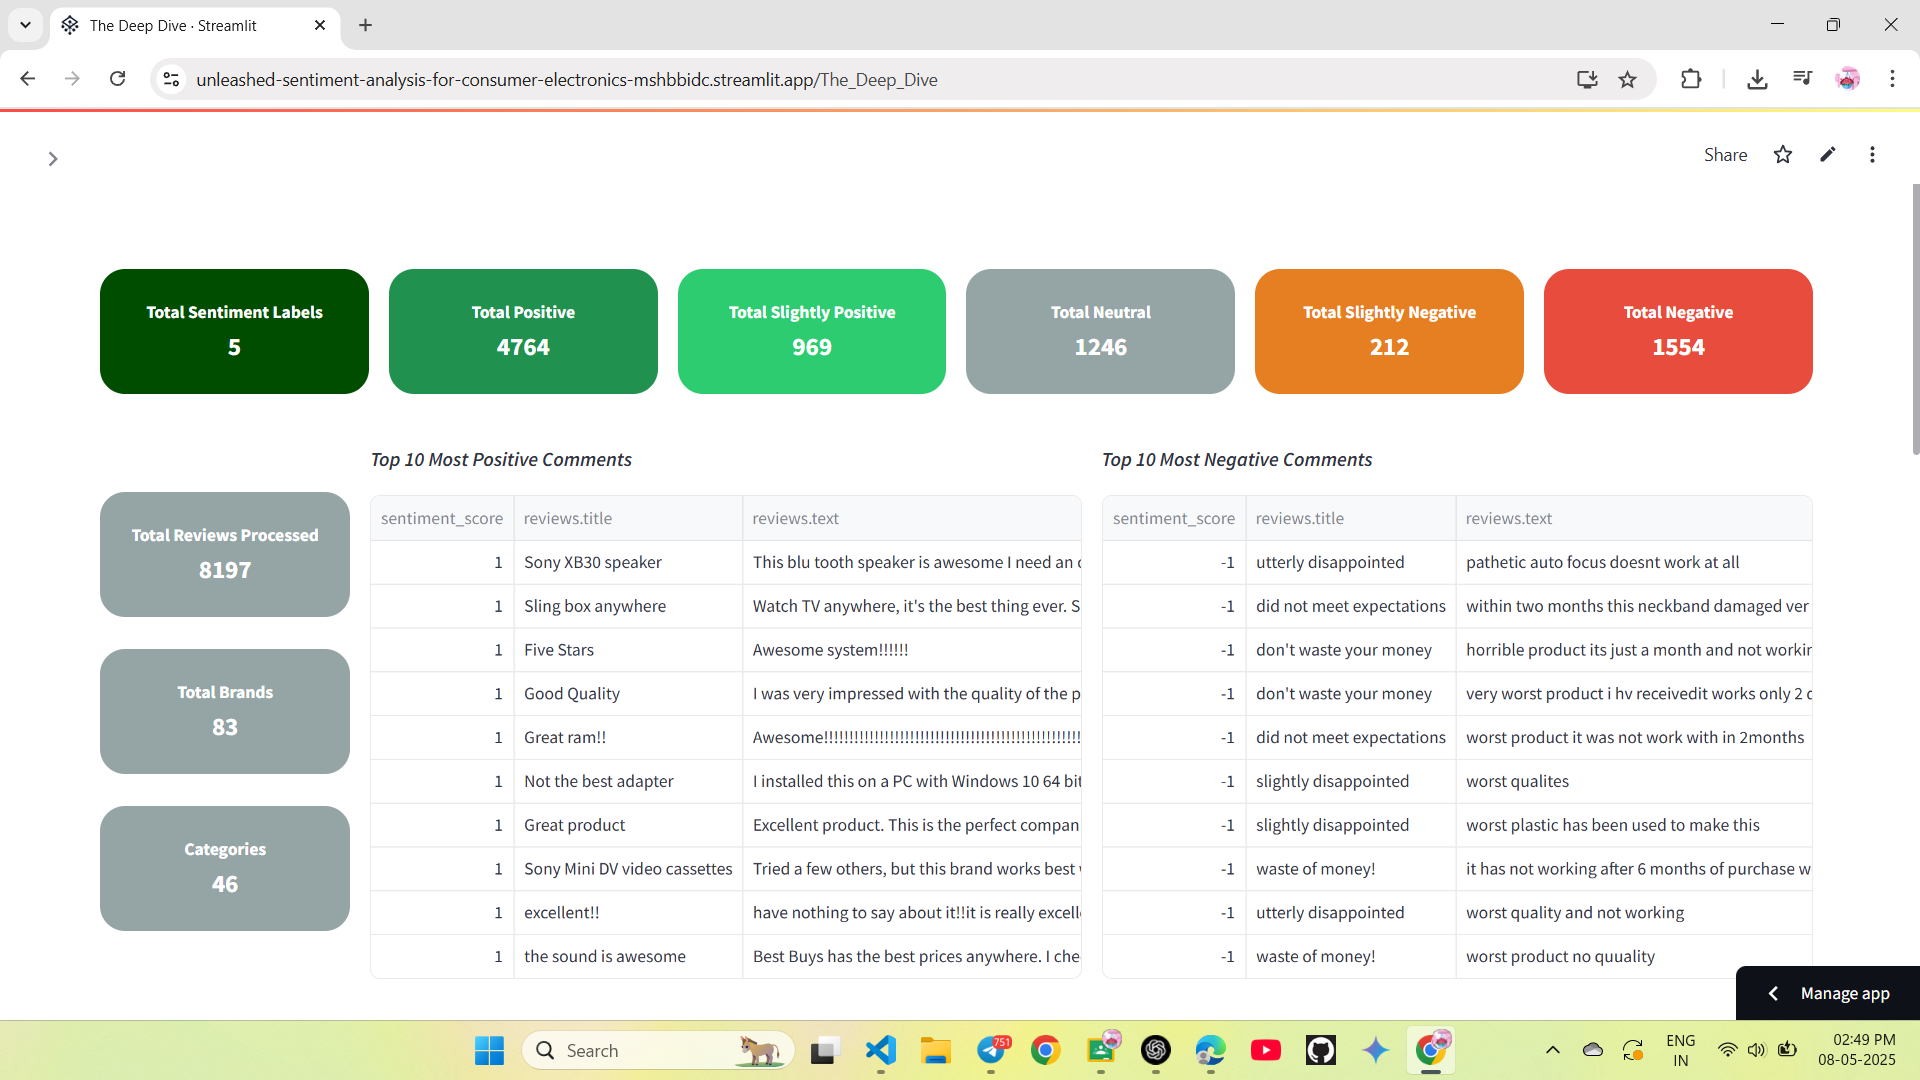 The Deep Dive · Streamlit
unleashed-sentiment-analysis-for-consumer-electronics-mshbbidc.streamlit.app/The_Deep_Dive
Share
Total Sentiment Labels
5
Total Positive
4764
Total Slightly Positive
969
Total Neutral
1246
Total Slightly Negative
212
Total Negative
1554
Total Reviews Processed
8197
Total Brands
83
Categories
46
Top 10 Most Positive Comments
sentiment_score reviews.title reviews.text
1 Sony XB30 speaker This blu tooth speaker is awesome I need an
1 Sling box anywhere Watch TV anywhere, it's the best thing ever. S
1 Five Stars Awesome system!!!!!!
1 Good Quality I was very impressed with the quality of the p
1 Great ram!! Awesome!!!!!!!!!!!!!!!!!!!!!!!!!!!!!!!!!!!!!!!!!!!!!!!!!!
1 Not the best adapter I installed this on a PC with Windows 10 64 bit
1 Great product Excellent product. This is the perfect compan
1 Sony Mini DV video cassettes Tried a few others, but this brand works best
1 excellent!! have nothing to say about it!!it is really excell
1 the sound is awesome Best Buys has the best prices anywhere. I che
Top 10 Most Negative Comments
sentiment_score reviews.title reviews.text
-1 utterly disappointed pathetic auto focus doesnt work at all
-1 did not meet expectations within two months this neckband damaged ver
-1 don't waste your money horrible product its just a month and not workin
-1 don't waste your money very worst product i hv receivedit works only 2
-1 did not meet expectations worst product it was not work with in 2months
-1 slightly disappointed worst qualites
-1 slightly disappointed worst plastic has been used to make this
-1 waste of money! it has not working after 6 months of purchase w
-1 utterly disappointed worst quality and not working
-1 waste of money! worst product no quuality
Manage app
Search
751
ENG
IN
02:49 PM
08-05-2025